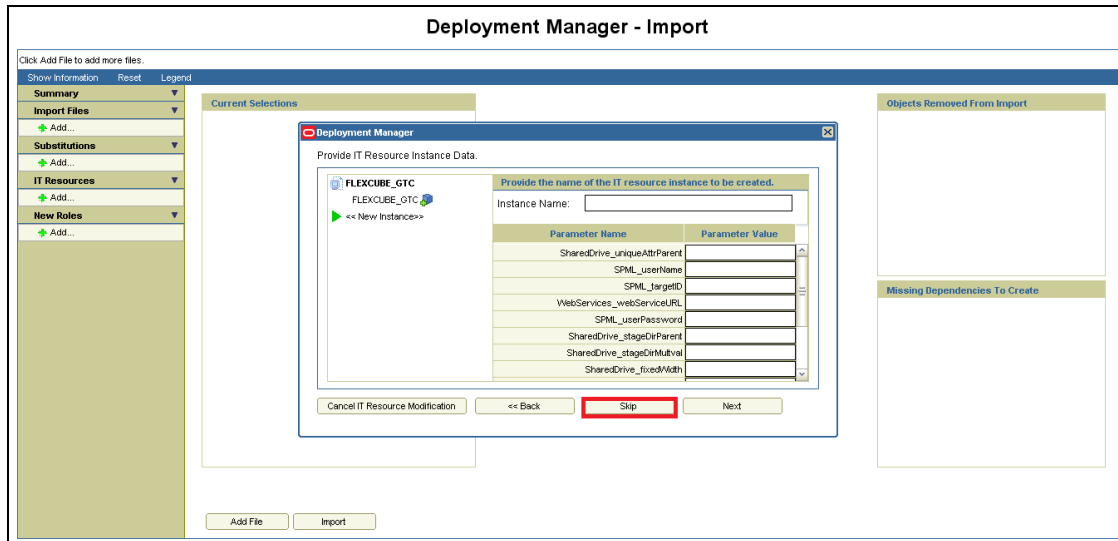 Deployment Manager - Import
Click Add File to add more files.
Show Information Reset Legend
Summary
Import Files
Add...
Substitutions
Add...
IT Resources
Add...
New Roles
Add...
Current Selections
Objects Removed From Import
Missing Dependencies To Create
Deployment Manager
Provide IT Resource Instance Data.
FLEXCUBE_GTC
FLEXCUBE_GTC
<< New Instance>>
Provide the name of the IT resource instance to be created.
Instance Name:
Parameter Name Parameter Value
SharedDrive_uniqueAttrParent
SPML_userName
SPML_targetID
WebServices_webServiceURL
SPML_userPassword
SharedDrive_stageDirParent
SharedDrive_stageDirMultval
SharedDrive_fixedWidth
Cancel IT Resource Modification << Back Skip Next
Add File Import